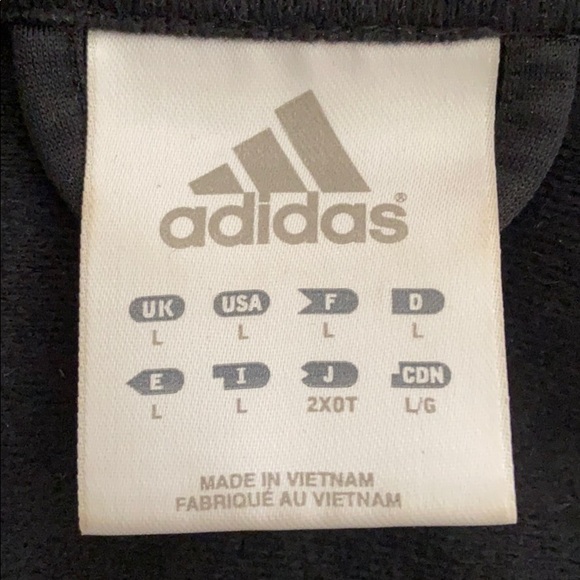 adidas®
UK USA F D
L L L L
E I J CDN
L L 2XOT L/G
MADE IN VIETNAM
FABRIQUÉ AU VIETNAM